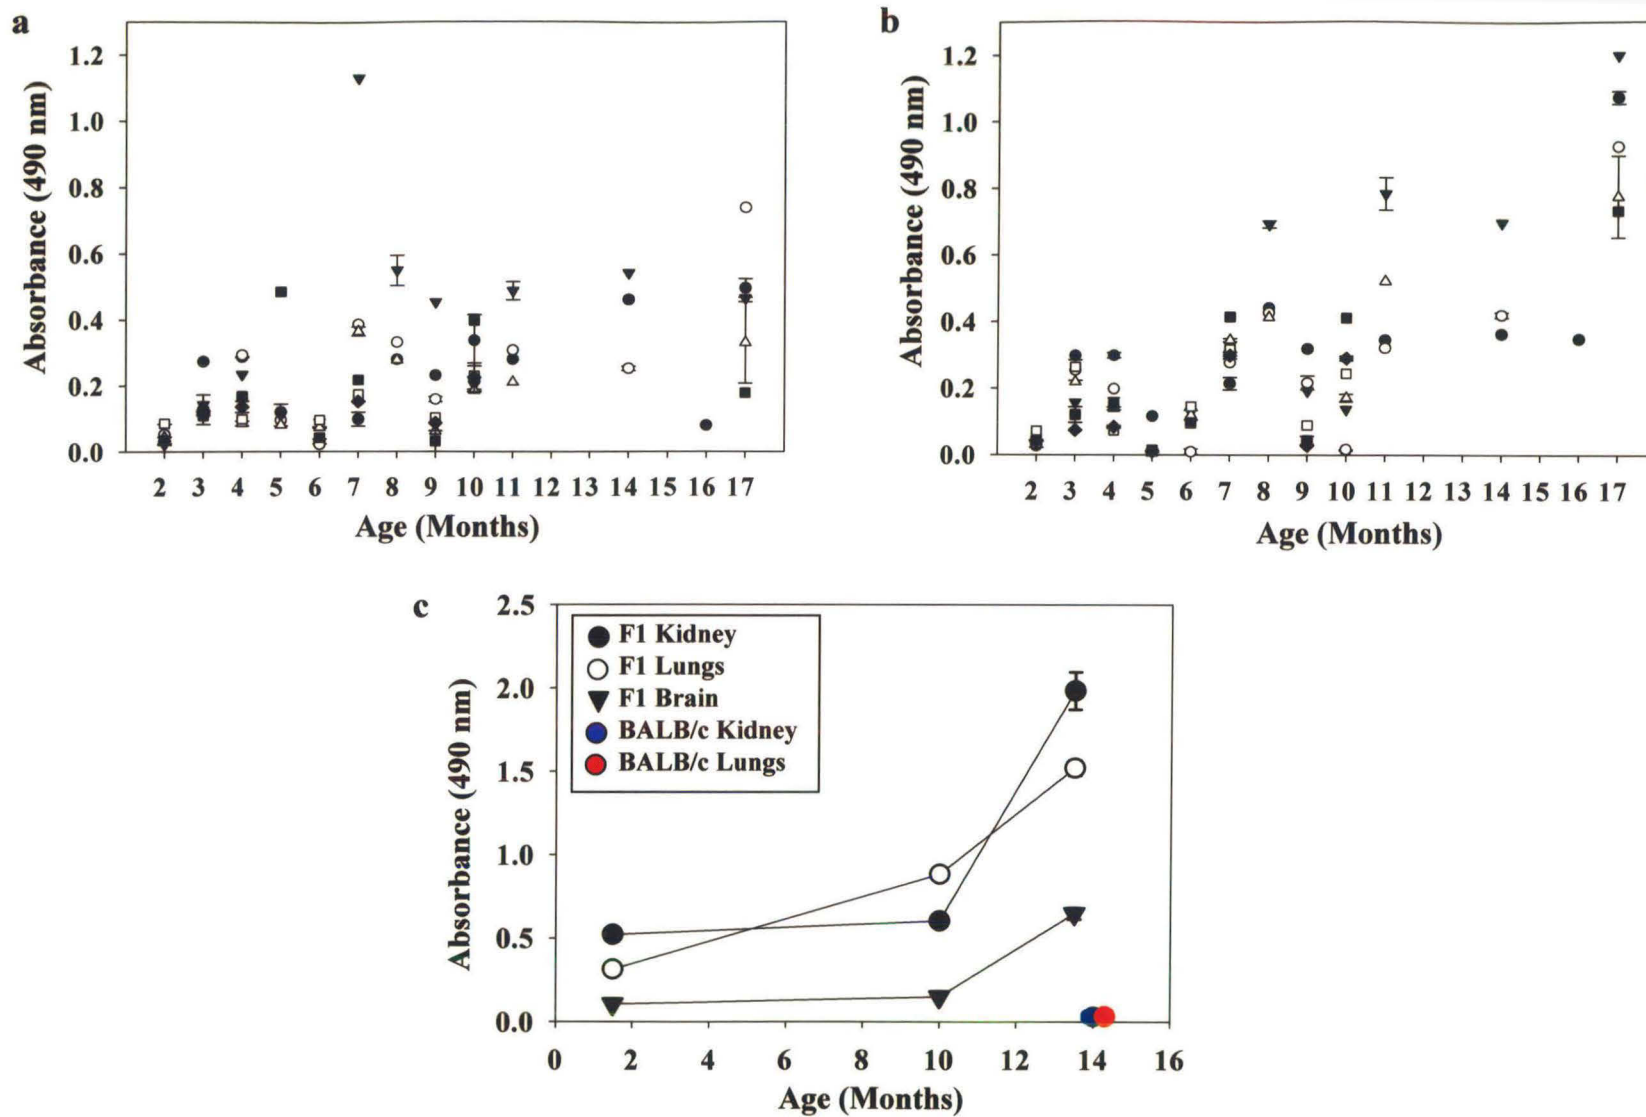 a
Absorbance (490 nm)
1.2
1.0
0.8
0.6
0.4
0.2
0.0
2 3 4 5 6 7 8 9 10 11 12 13 14 15 16 17
Age (Months)
b
Absorbance (490 nm)
1.2
1.0
0.8
0.6
0.4
0.2
0.0
2 3 4 5 6 7 8 9 10 11 12 13 14 15 16 17
Age (Months)
c
Absorbance (490 nm)
2.5
2.0
1.5
1.0
0.5
0.0
F1 Kidney
F1 Lungs
F1 Brain
BALB/c Kidney
BALB/c Lungs
0 2 4 6 8 10 12 14 16
Age (Months)